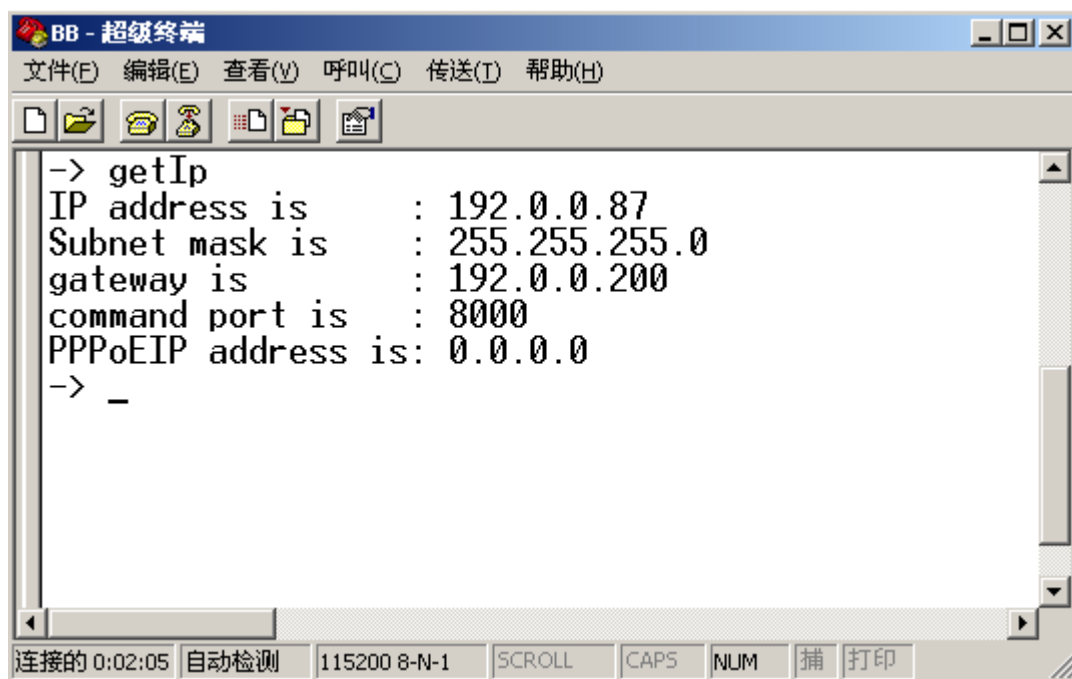 BB - 超级终端
文件(F) 编辑(E) 查看(V) 呼叫(C) 传送(T) 帮助(H)
-> getIp
IP address is     : 192.0.0.87
Subnet mask is    : 255.255.255.0
gateway is        : 192.0.0.200
command port is   : 8000
PPPoEIP address is: 0.0.0.0
-> _
连接的 0:02:05 自动检测 115200 8-N-1 SCROLL CAPS NUM 捕 打印